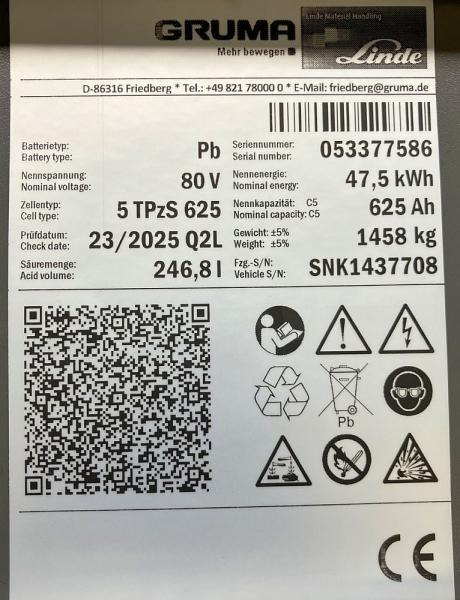 GRUMA
Mehr bewegen
Linde Material Handling
Linde
D-86316 Friedberg * Tel.: +49 821 78000 0 * E-Mail: friedberg@gruma.de
Batterietyp:
Battery type:
Pb
Seriennummer:
Serial number:
053377586
Nennspannung:
Nominal voltage:
80 V
Nennenergie:
Nominal energy:
47,5 kWh
Zellentyp:
Cell type:
5 TPzS 625
Nennkapazität: C5
Nominal capacity: C5
625 Ah
Prüfdatum:
Check date:
23/2025 Q2L
Gewicht: ±5%
Weight: ±5%
1458 kg
Säuremenge:
Acid volume:
246,8 l
Fzg.-S/N:
Vehicle S/N:
SNK1437708
Pb
CE